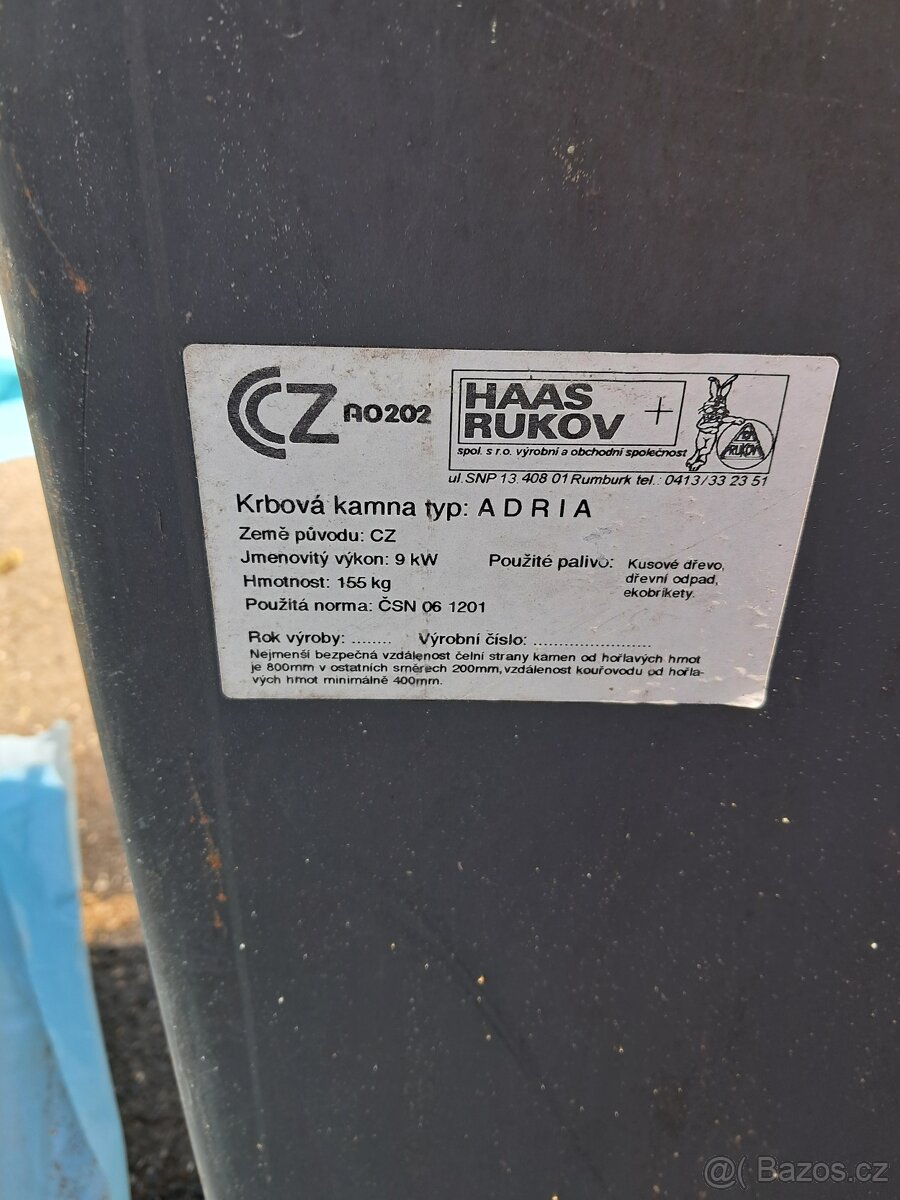 CZ AO202
HAAS + RUKOV
spol. s r.o. výrobní a obchodní společnost
RUKOV
ul.SNP 13 408 01 Rumburk tel.: 0413/33 23 51
Krbová kamna typ: ADRIA
Země původu: CZ
Jmenovitý výkon: 9 kW
Hmotnost: 155 kg
Použitá norma: ČSN 06 1201
Použité palivo: Kusové dřevo,
dřevní odpad,
ekobrikety.
Rok výroby: ........ Výrobní číslo: ........................
Nejmenší bezpečná vzdálenost čelní strany kamen od hořlavých hmot
je 800mm v ostatních směrech 200mm, vzdálenost kouřovodu od hořla-
vých hmot minimálně 400mm.
@( Bazos.cz